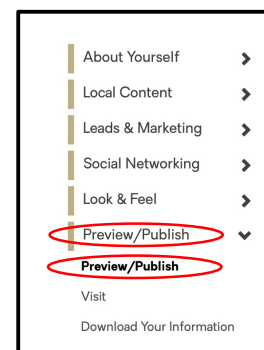 About Yourself
Local Content
Leads & Marketing
Social Networking
Look & Feel
Preview/Publish
Preview/Publish
Visit
Download Your Information